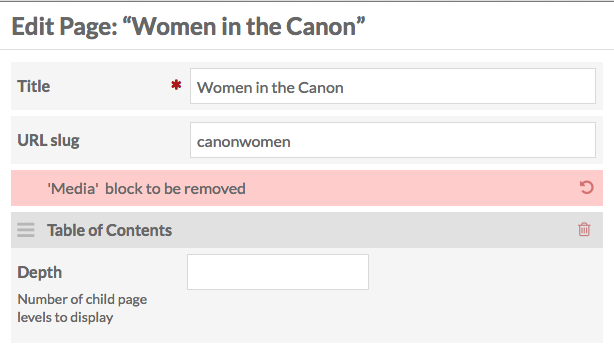 Edit Page: “Women in the Canon”
Title * Women in the Canon
URL slug canonwomen
'Media' block to be removed
Table of Contents
Depth
Number of child page
levels to display